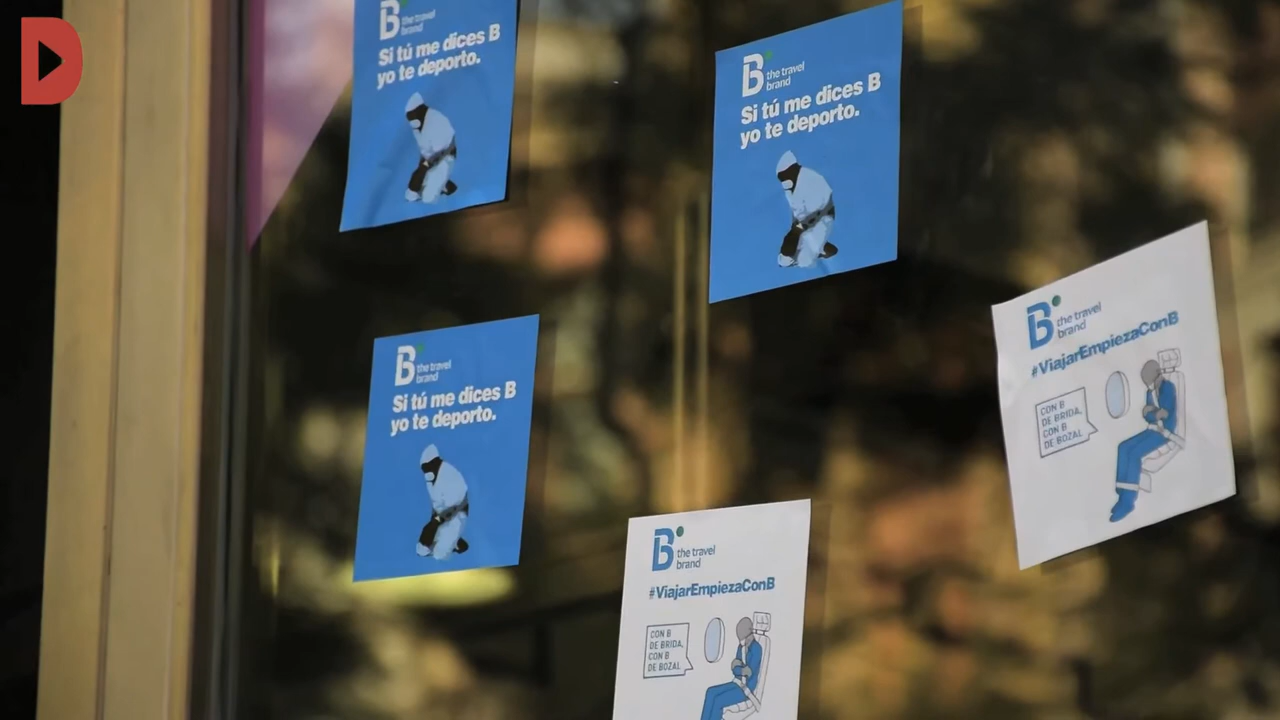 D
B the travel
brand
Si tú me dices B
yo te deporto.
B the travel
brand
Si tú me dices B
yo te deporto.
B the travel
brand
Si tú me dices B
yo te deporto.
B the travel
brand
#ViajarEmpiezaConB
CON B
DE BRIDA,
CON B
DE BOZAL
B the travel
brand
#ViajarEmpiezaConB
CON B
DE BRIDA,
CON B
DE BOZAL